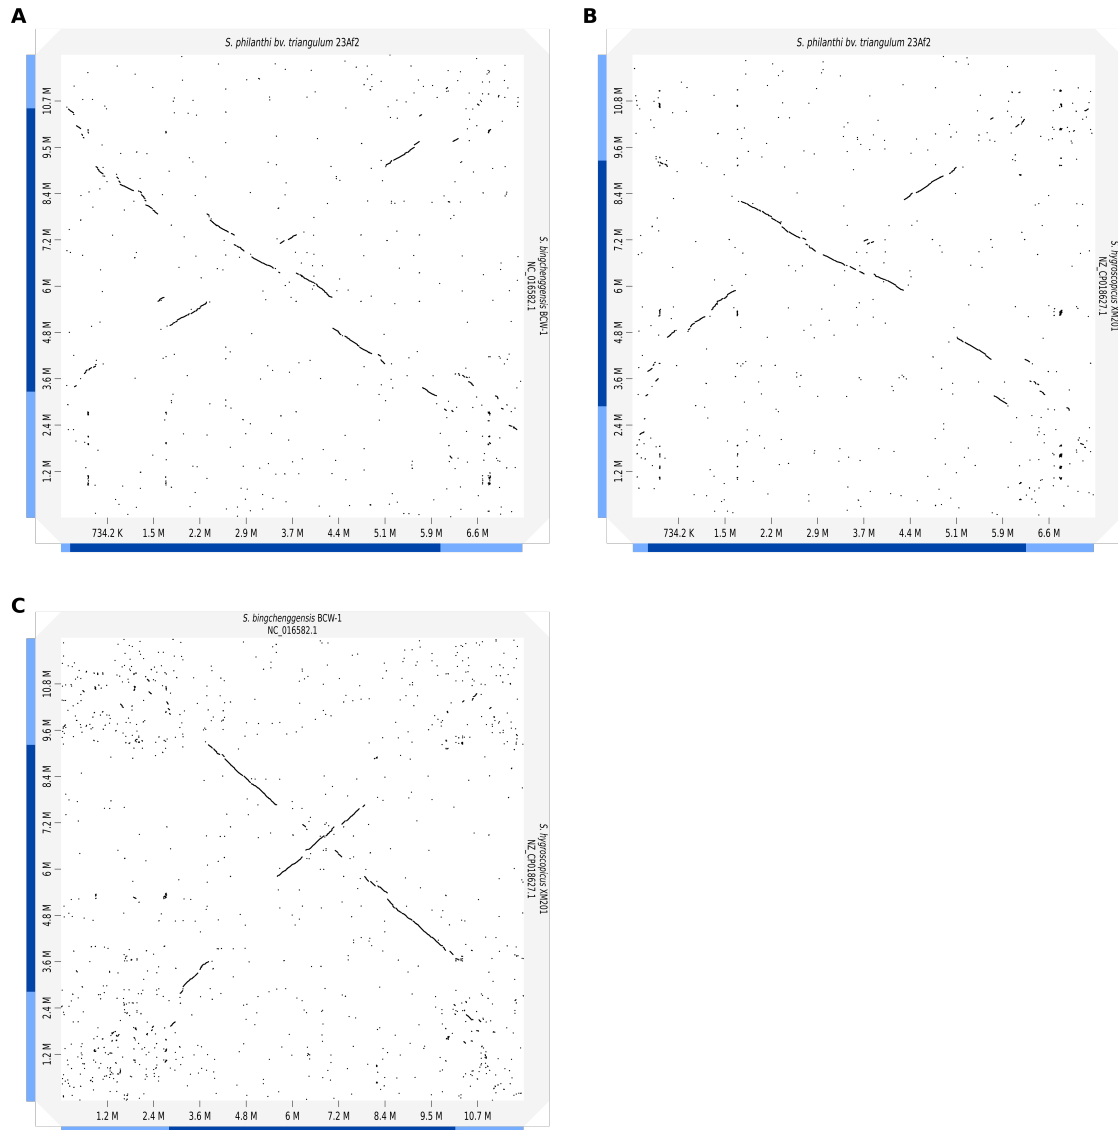 A
S. philanthi bv. triangulum 23Af2
10.7 M
9.5 M
8.4 M
7.2 M
6 M
4.8 M
3.6 M
2.4 M
1.2 M
S. bingchenggensis BCW-1
NC_016582.1
734.2 K 1.5 M 2.2 M 2.9 M 3.7 M 4.4 M 5.1 M 5.9 M 6.6 M
B
S. philanthi bv. triangulum 23Af2
10.8 M
9.6 M
8.4 M
7.2 M
6 M
4.8 M
3.6 M
2.4 M
1.2 M
S. hygroscopicus XM201
NZ_CP018627.1
734.2 K 1.5 M 2.2 M 2.9 M 3.7 M 4.4 M 5.1 M 5.9 M 6.6 M
C
S. bingchenggensis BCW-1
NC_016582.1
10.8 M
9.6 M
8.4 M
7.2 M
6 M
4.8 M
3.6 M
2.4 M
1.2 M
S. hygroscopicus XM201
NZ_CP018627.1
1.2 M 2.4 M 3.6 M 4.8 M 6 M 7.2 M 8.4 M 9.5 M 10.7 M